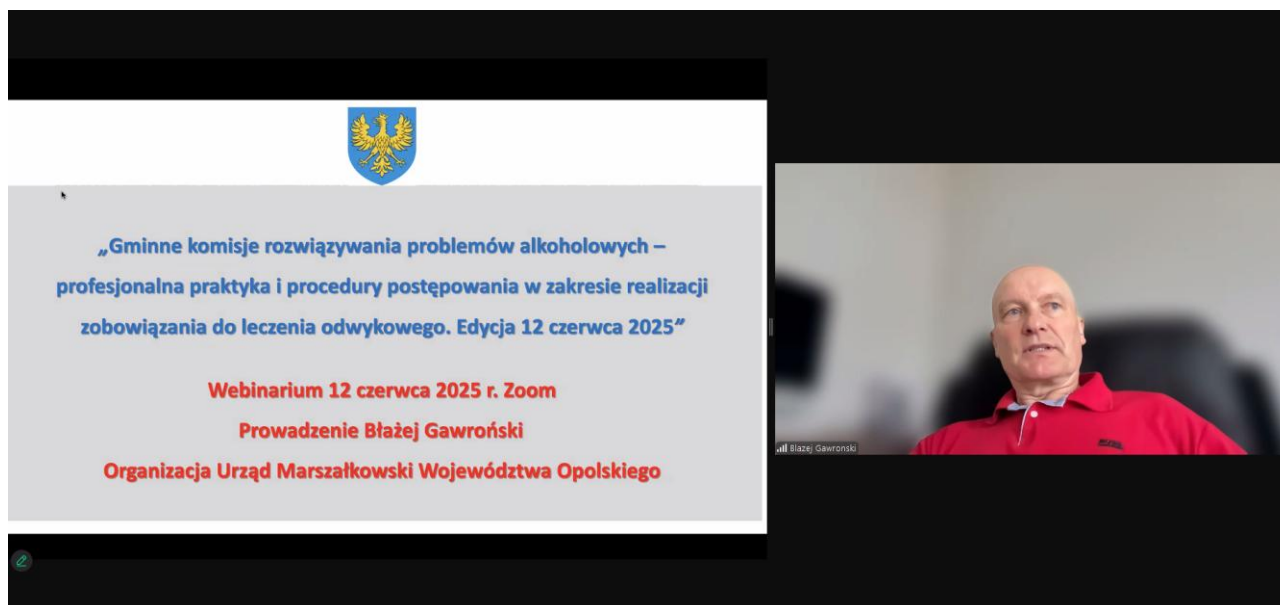 „Gminne komisje rozwiązywania problemów alkoholowych –
profesjonalna praktyka i procedury postępowania w zakresie realizacji
zobowiązania do leczenia odwykowego. Edycja 12 czerwca 2025”
Webinarium 12 czerwca 2025 r. Zoom
Prowadzenie Błażej Gawroński
Organizacja Urząd Marszałkowski Województwa Opolskiego
Blazej Gawronski